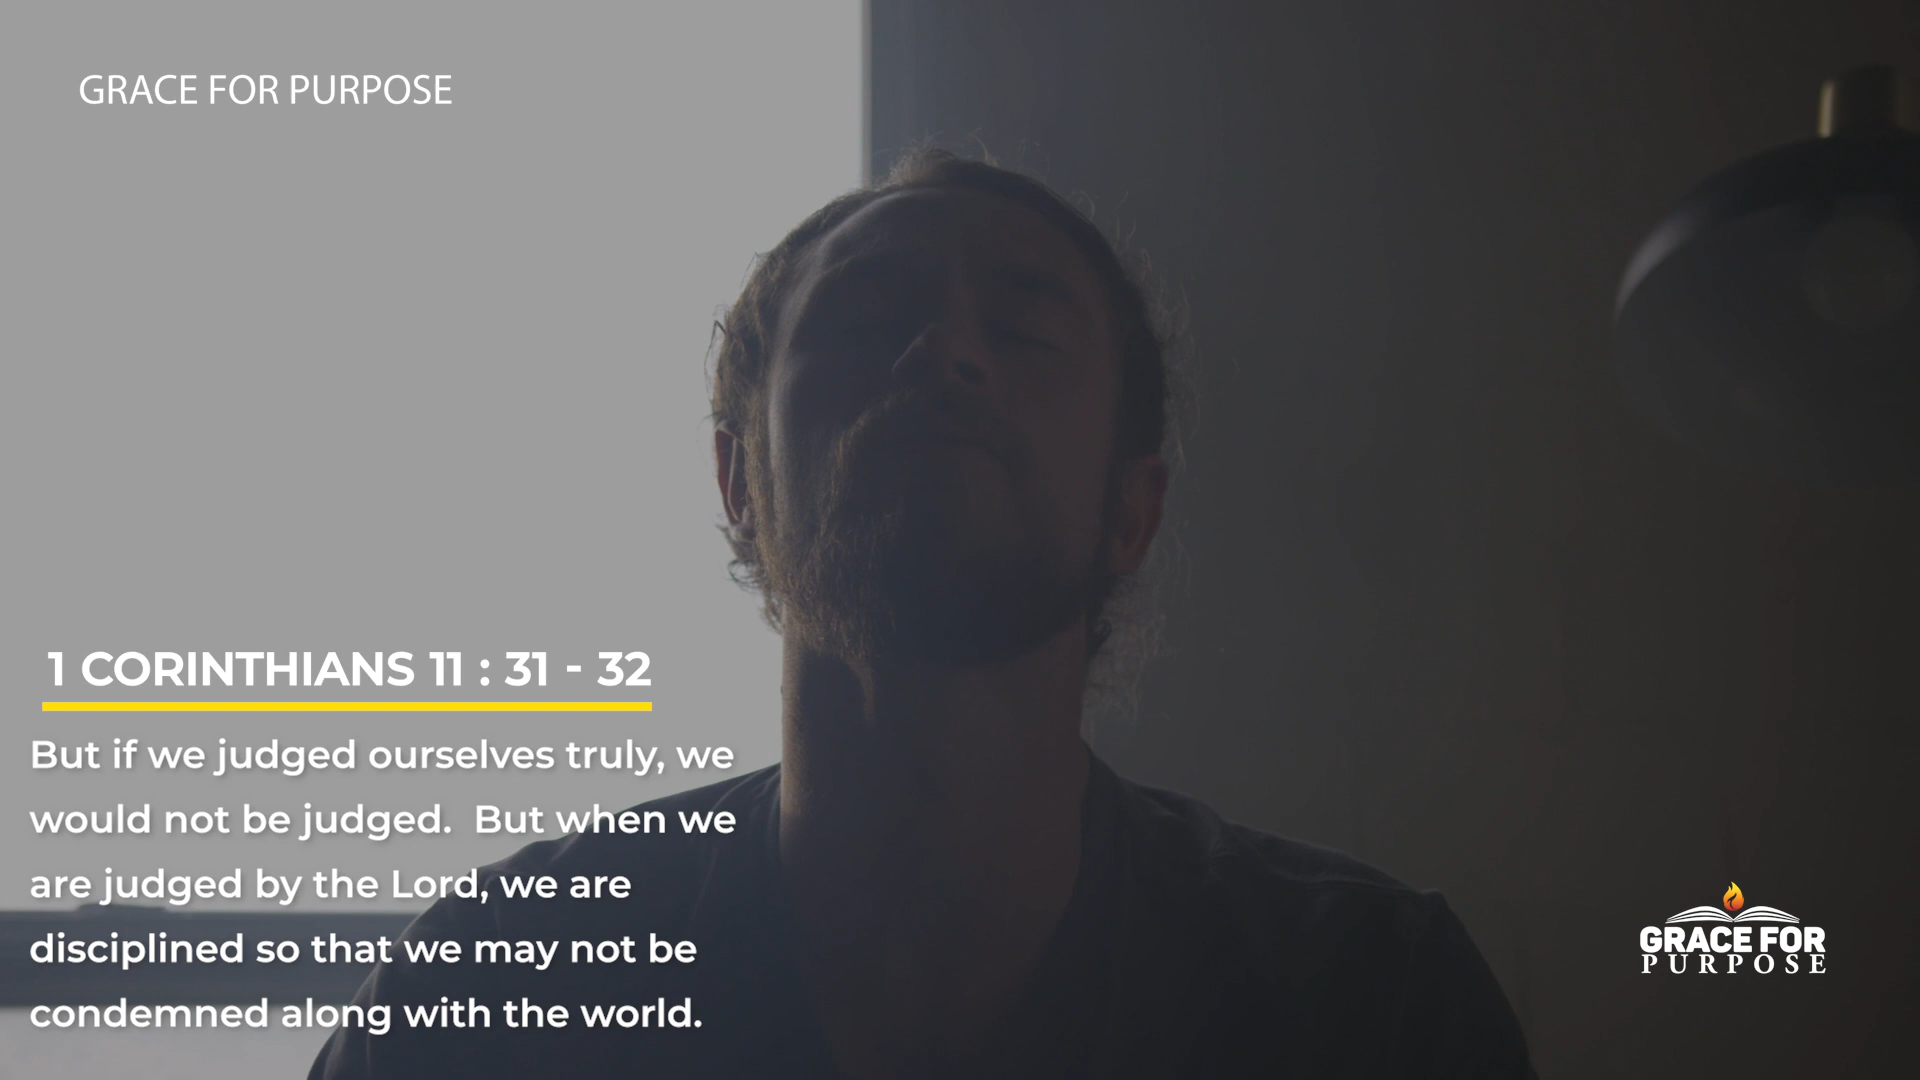 GRACE FOR PURPOSE
1 CORINTHIANS 11 : 31 - 32
But if we judged ourselves truly, we
would not be judged.  But when we
are judged by the Lord, we are
disciplined so that we may not be
condemned along with the world.
GRACE FOR
PURPOSE